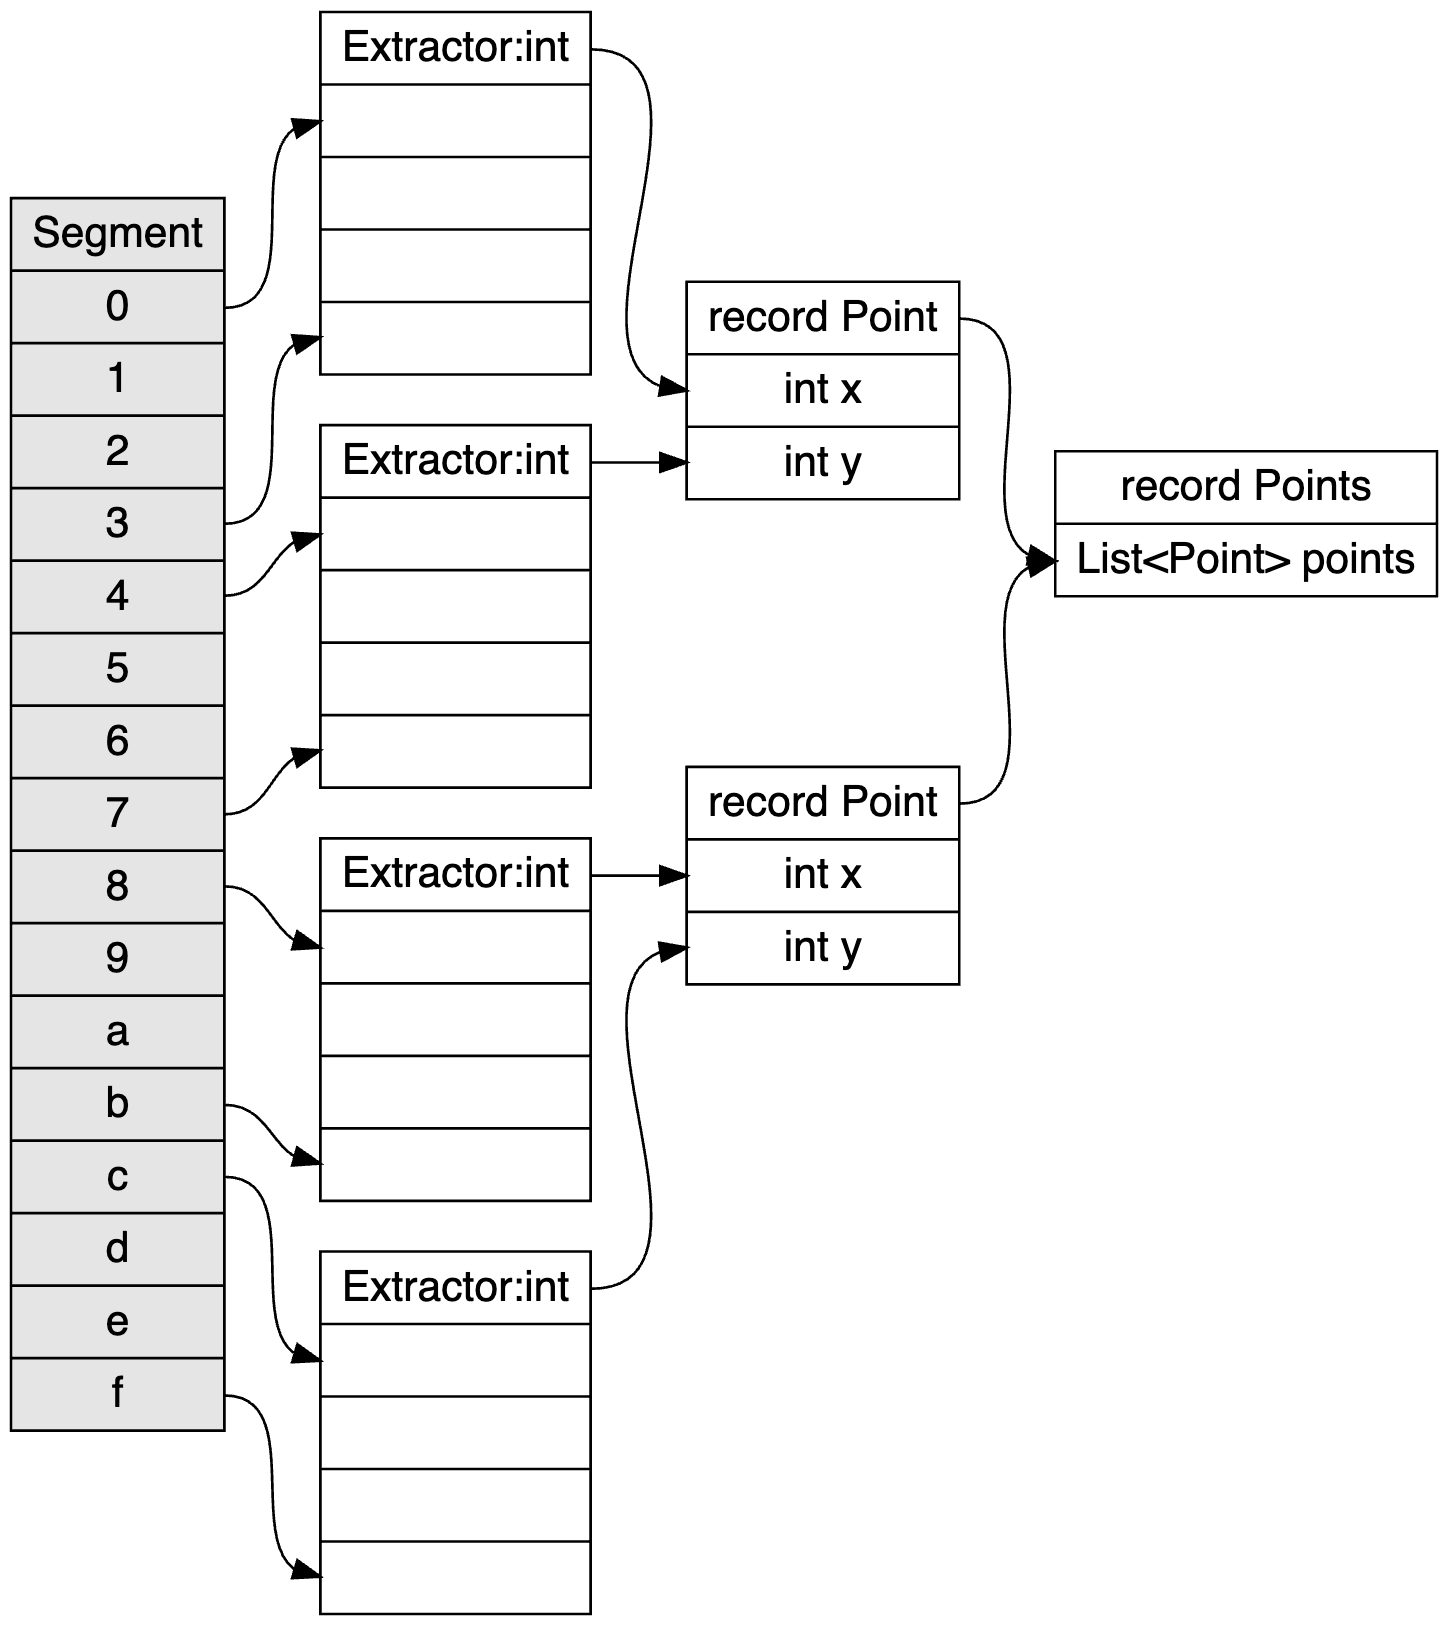 Segment
0
1
2
3
4
5
6
7
8
9
a
b
c
d
e
f
Extractor:int
Extractor:int
Extractor:int
Extractor:int
record Point
int x
int y
record Point
int x
int y
record Points
List<Point> points